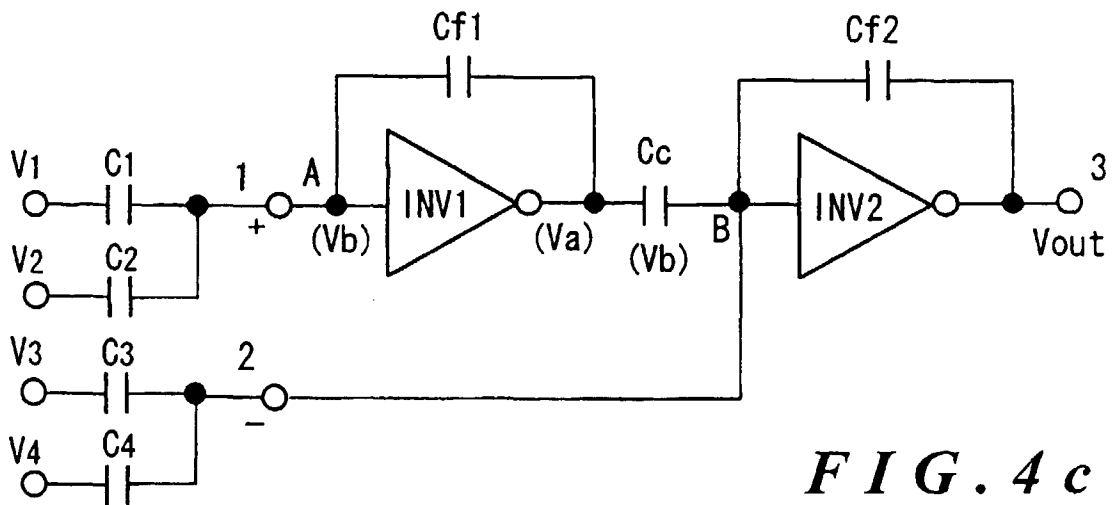 Cf1
Cf2
V1
C1
1
A
INV1
Cc
INV2
3
+
(Vb)
(Va)
(Vb)
B
Vout
V2
C2
V3
C3
2
−
V4
C4
FIG. 4c